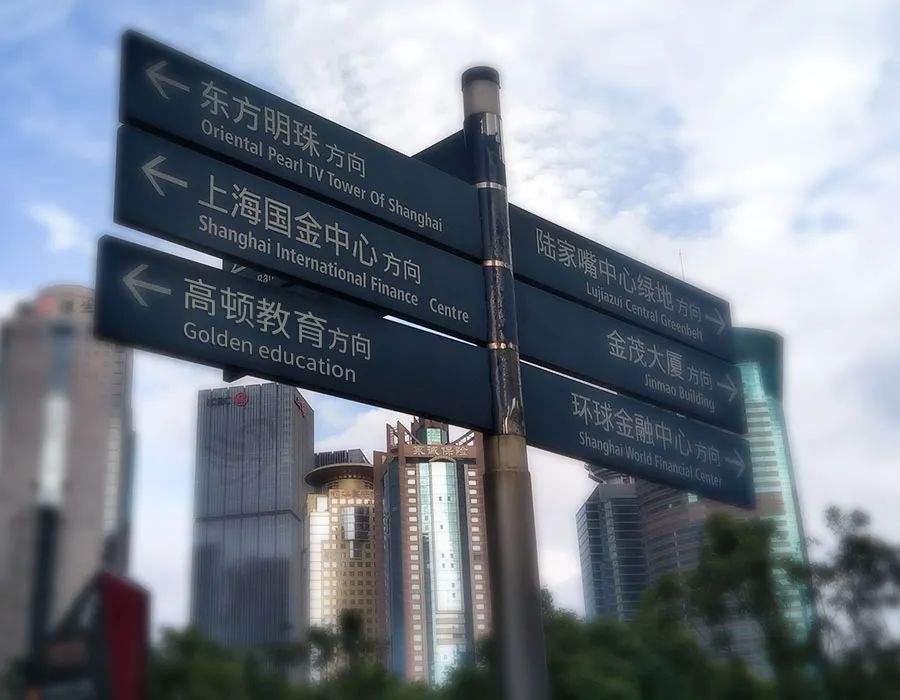 东方明珠 方向
Oriental Pearl TV Tower Of Shanghai
上海国金中心 方向
Shanghai International Finance Centre
高顿教育 方向
Golden education
陆家嘴中心绿地 方向
Lujiazui Central Greenbelt
金茂大厦 方向
Jinmao Building
环球金融中心 方向
Shanghai World Financial Center
ICBC